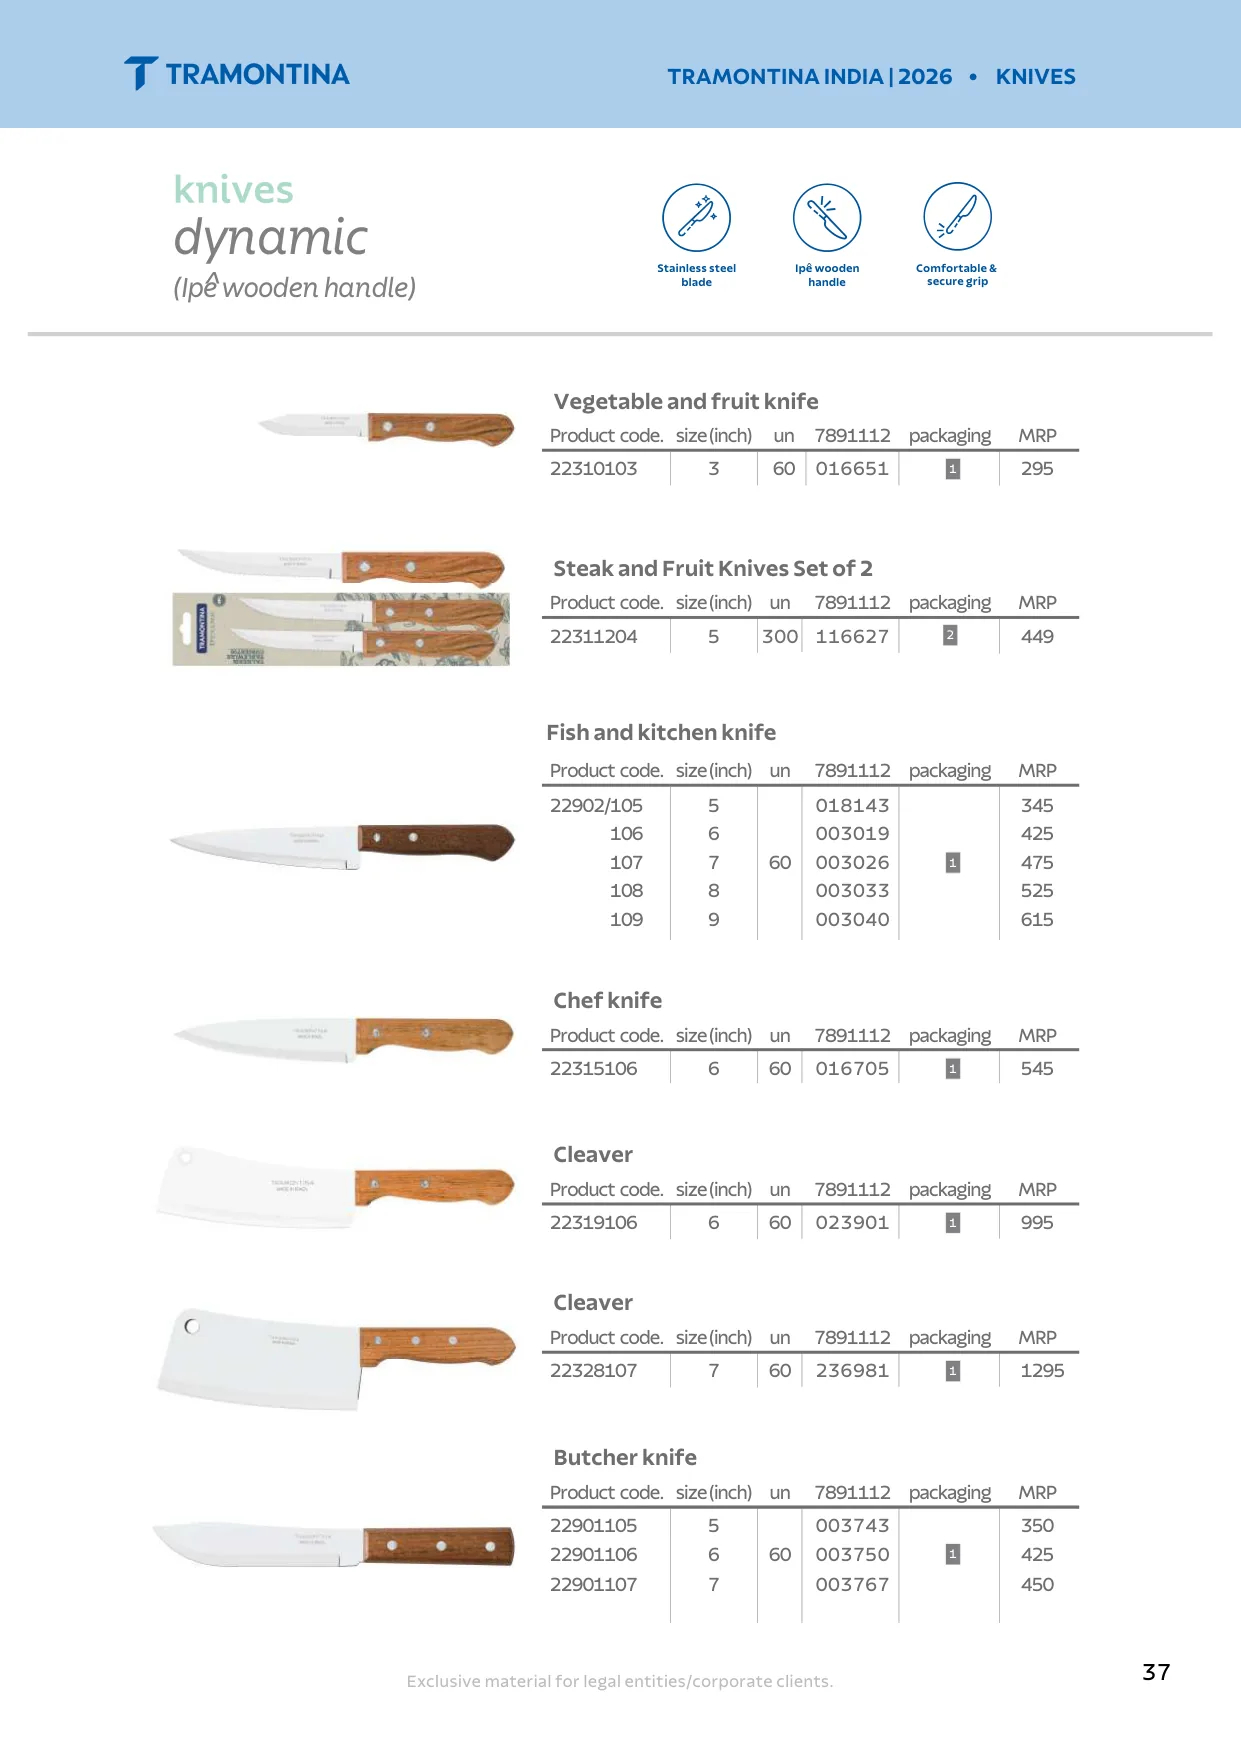 TRAMONTINA
TRAMONTINA INDIA | 2026 • KNIVES
knives
dynamic
(Ipê wooden handle)
Stainless steel
blade
Ipê wooden
handle
Comfortable &
secure grip
Vegetable and fruit knife
Product code. size (inch) un 7891112 packaging MRP
22310103 3 60 016651 1 295
Steak and Fruit Knives Set of 2
Product code. size (inch) un 7891112 packaging MRP
22311204 5 300 116627 2 449
TRAMONTINA
Fish and kitchen knife
Product code. size (inch) un 7891112 packaging MRP
22902/105 5 018143 345
106 6 003019 425
107 7 60 003026 1 475
108 8 003033 525
109 9 003040 615
Chef knife
Product code. size (inch) un 7891112 packaging MRP
22315106 6 60 016705 1 545
Cleaver
Product code. size (inch) un 7891112 packaging MRP
22319106 6 60 023901 1 995
Cleaver
Product code. size (inch) un 7891112 packaging MRP
22328107 7 60 236981 1 1295
Butcher knife
Product code. size (inch) un 7891112 packaging MRP
22901105 5 003743 350
22901106 6 60 003750 1 425
22901107 7 003767 450
Exclusive material for legal entities/corporate clients.
37